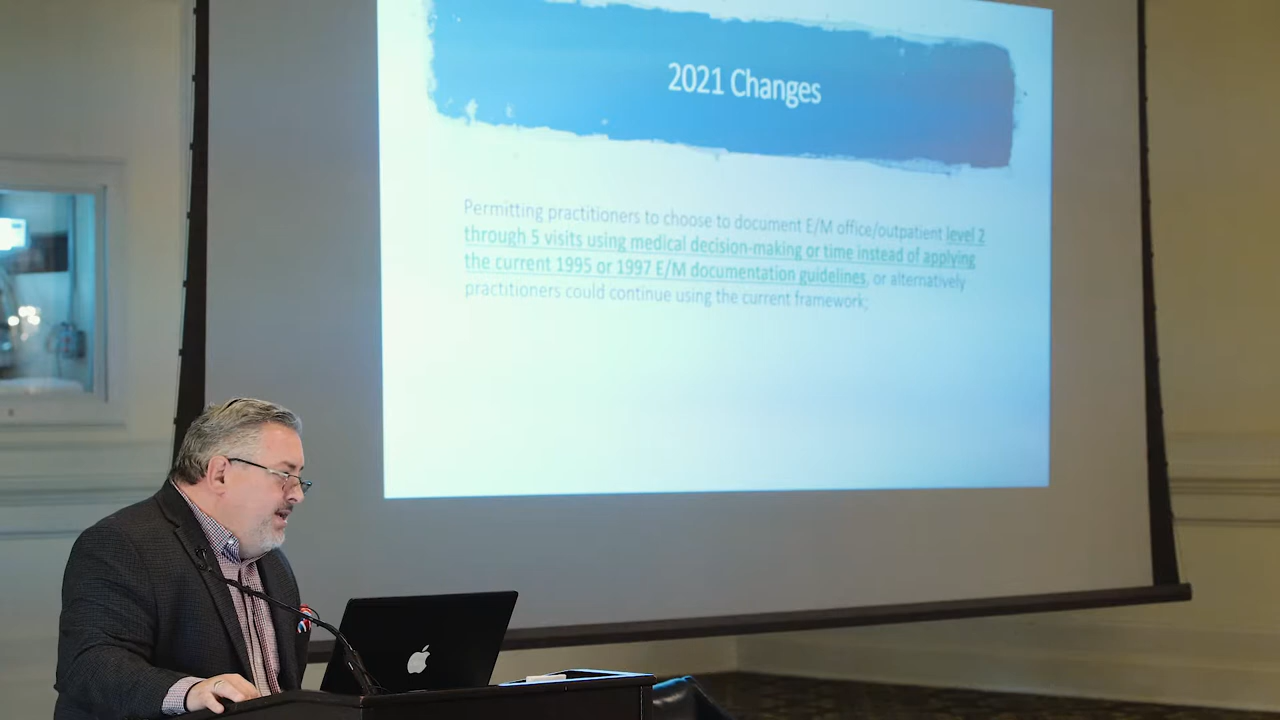 2021 Changes
Permitting practitioners to choose to document E/M office/outpatient level 2
through 5 visits using medical decision-making or time instead of applying
the current 1995 or 1997 E/M documentation guidelines, or alternatively
practitioners could continue using the current framework;